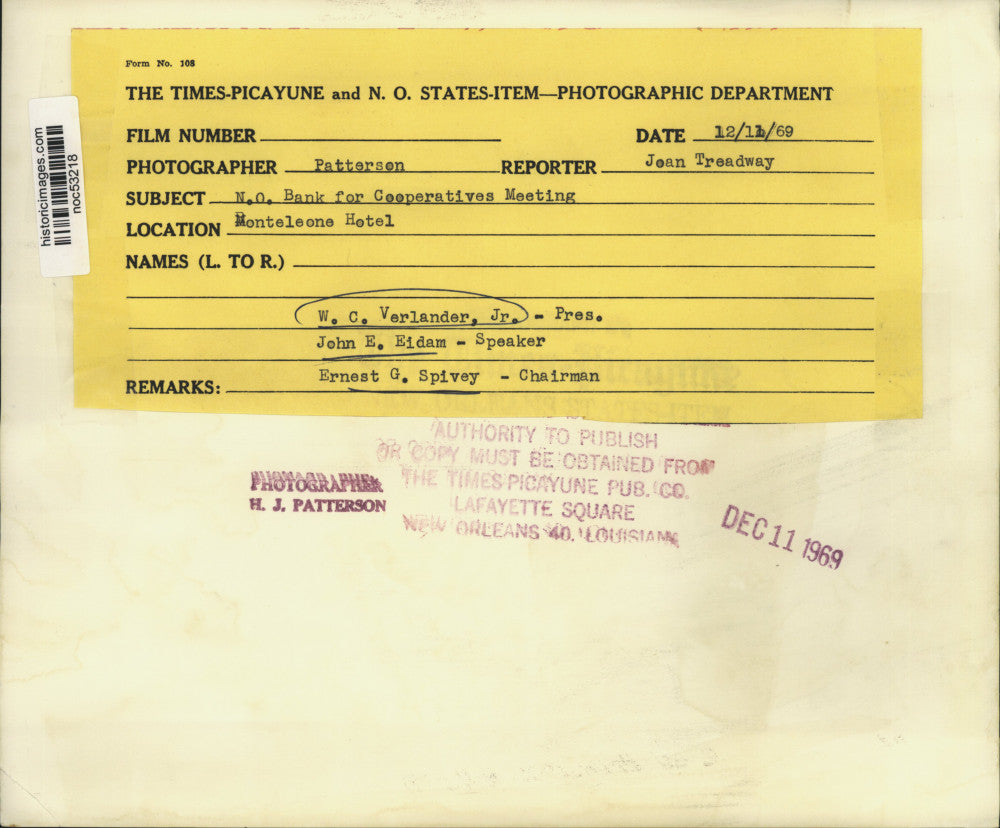 Form No. 108
THE TIMES-PICAYUNE and N. O. STATES-ITEM—PHOTOGRAPHIC DEPARTMENT
FILM NUMBER
DATE 12/11/69
PHOTOGRAPHER Patterson
REPORTER Joan Treadway
SUBJECT N.O. Bank for Cooperatives Meeting
LOCATION Monteleone Hotel
NAMES (L. TO R.)
W. C. Verlander, Jr. - Pres.
John E. Eidam - Speaker
REMARKS: Ernest G. Spivey - Chairman
historicimages.com
noc53218
AUTHORITY TO PUBLISH
OR COPY MUST BE OBTAINED FROM
THE TIMES PICAYUNE PUB. CO.
LAFAYETTE SQUARE
NEW ORLEANS 40, LOUISIANA
PHOTOGRAPHER
H. J. PATTERSON
DEC 11 1969